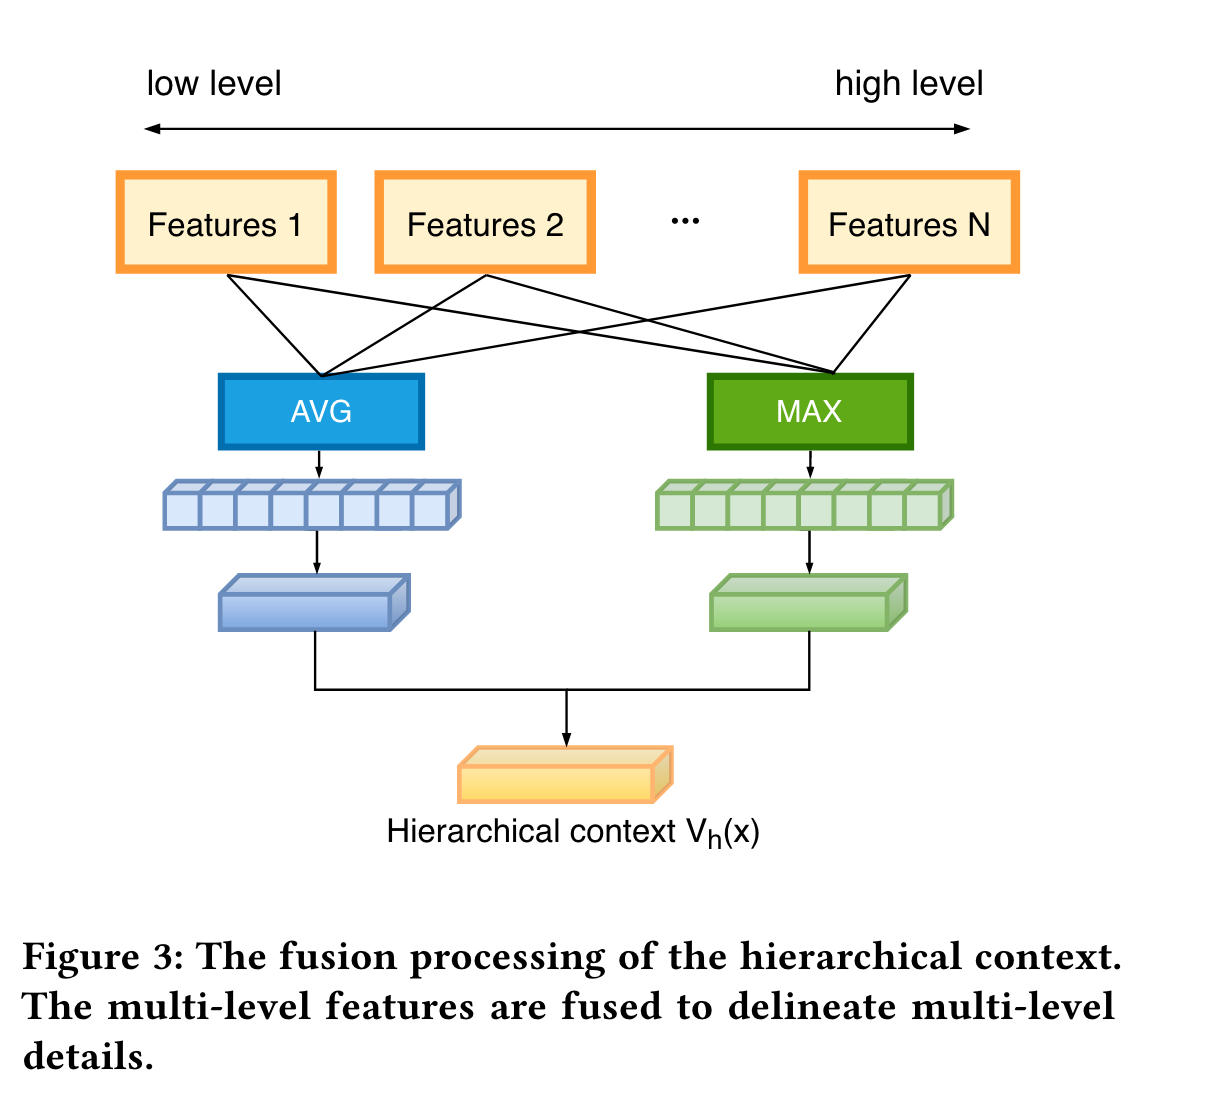 low level
high level
Features 1
Features 2
...
Features N
AVG
MAX
Hierarchical context Vh(x)
Figure 3: The fusion processing of the hierarchical context.
The multi-level features are fused to delineate multi-level
details.